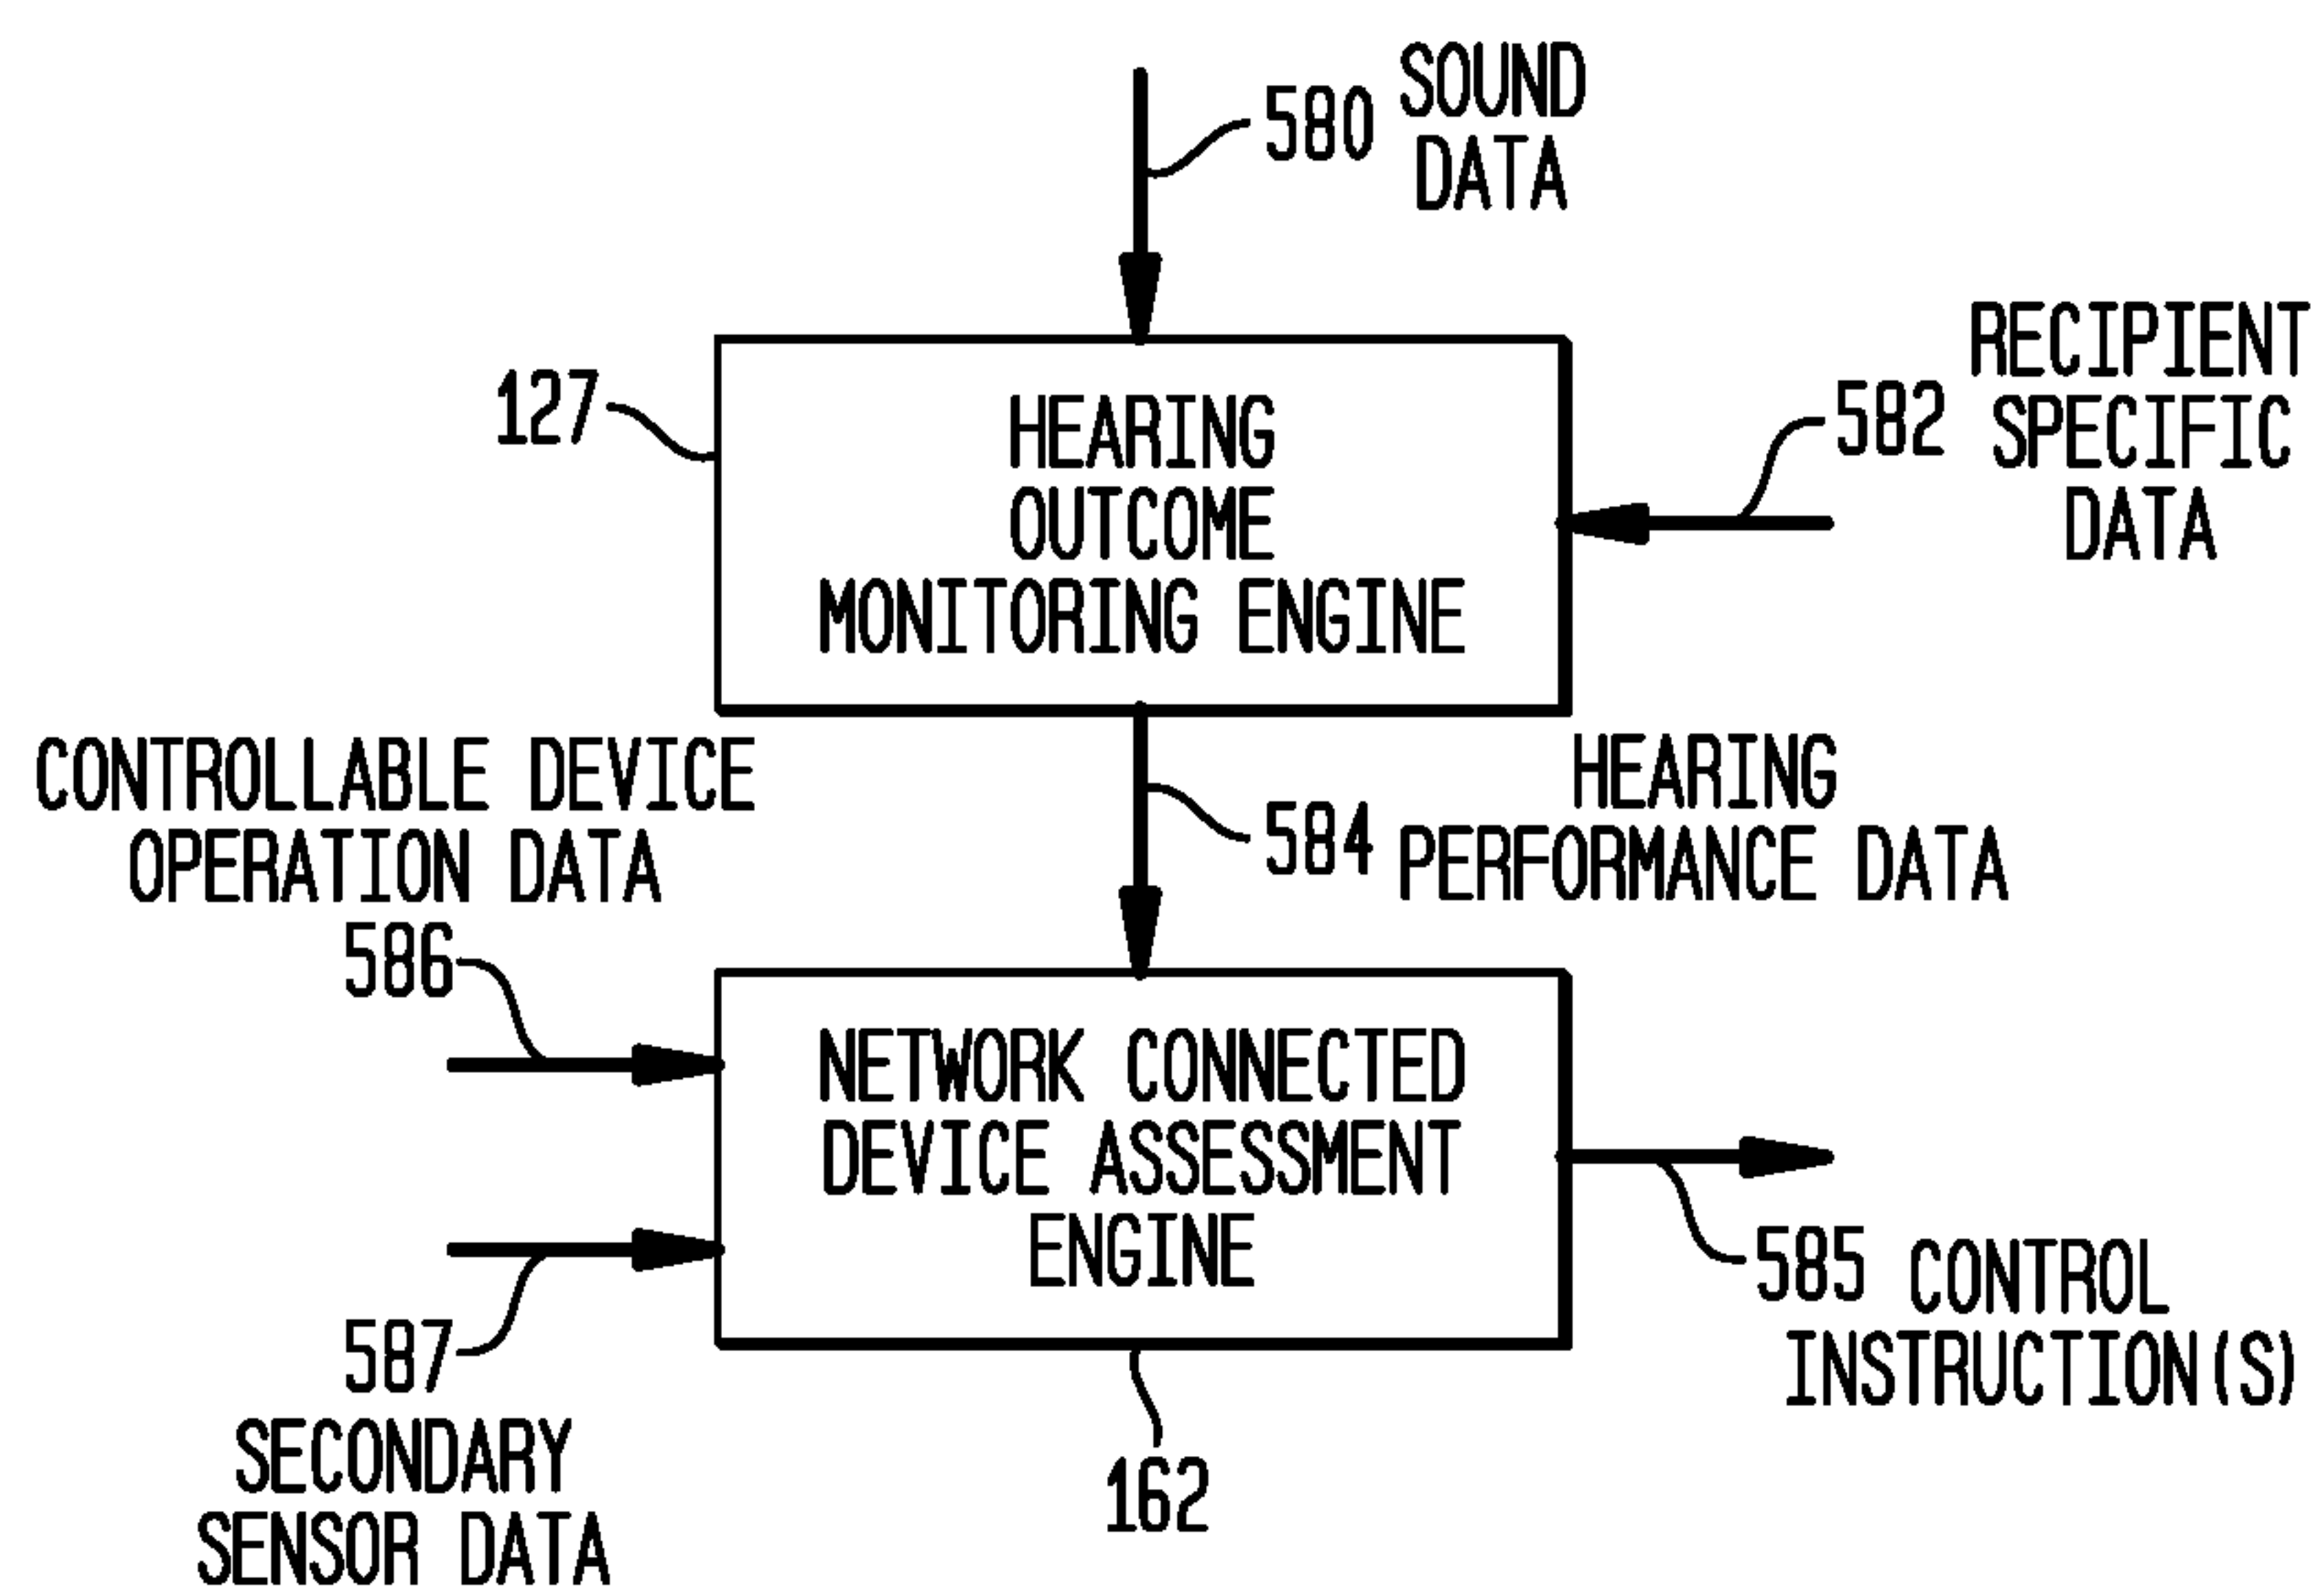 580 SOUND
DATA
127
HEARING
OUTCOME
MONITORING ENGINE
RECIPIENT
582 SPECIFIC
DATA
CONTROLLABLE DEVICE
OPERATION DATA
586
HEARING
584 PERFORMANCE DATA
NETWORK CONNECTED
DEVICE ASSESSMENT
ENGINE
587
SECONDARY
SENSOR DATA
585 CONTROL
INSTRUCTION(S)
162